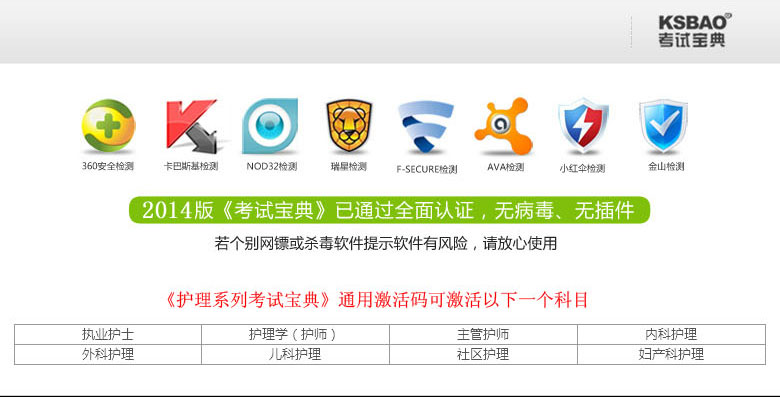 KSBAO
考试宝典
360安全检测 卡巴斯基检测 NOD32检测 瑞星检测 F-SECURE检测 AVA检测 小红伞检测 金山检测
2014版《考试宝典》已通过全面认证，无病毒、无插件
若个别网镖或杀毒软件提示软件有风险，请放心使用
《护理系列考试宝典》通用激活码可激活以下一个科目
执业护士 护理学（护师） 主管护师 内科护理
外科护理 儿科护理 社区护理 妇产科护理